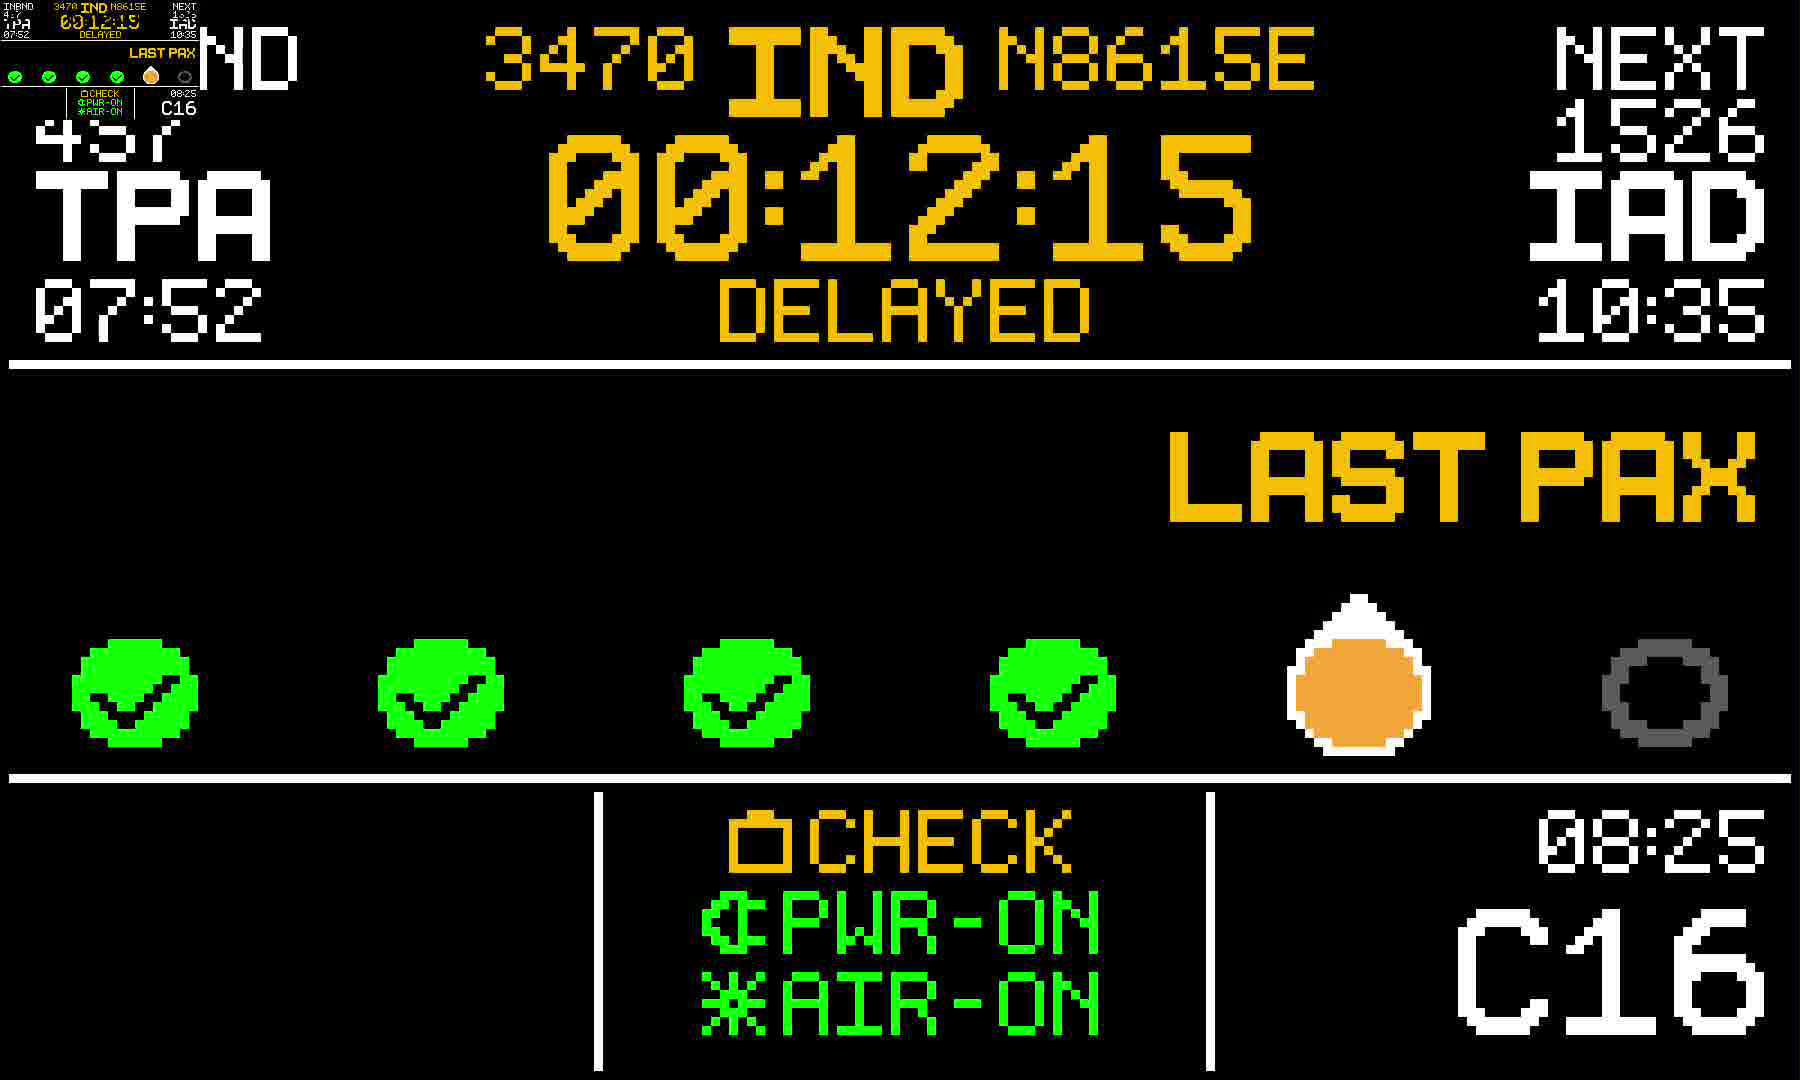 INBND 3470 IND N8615E NEXT
00:12:15 1526
TPA IAD
07:52 DELAYED 10:35
LAST PAX
CHECK 08:25
PWR-ON C16
AIR-ON